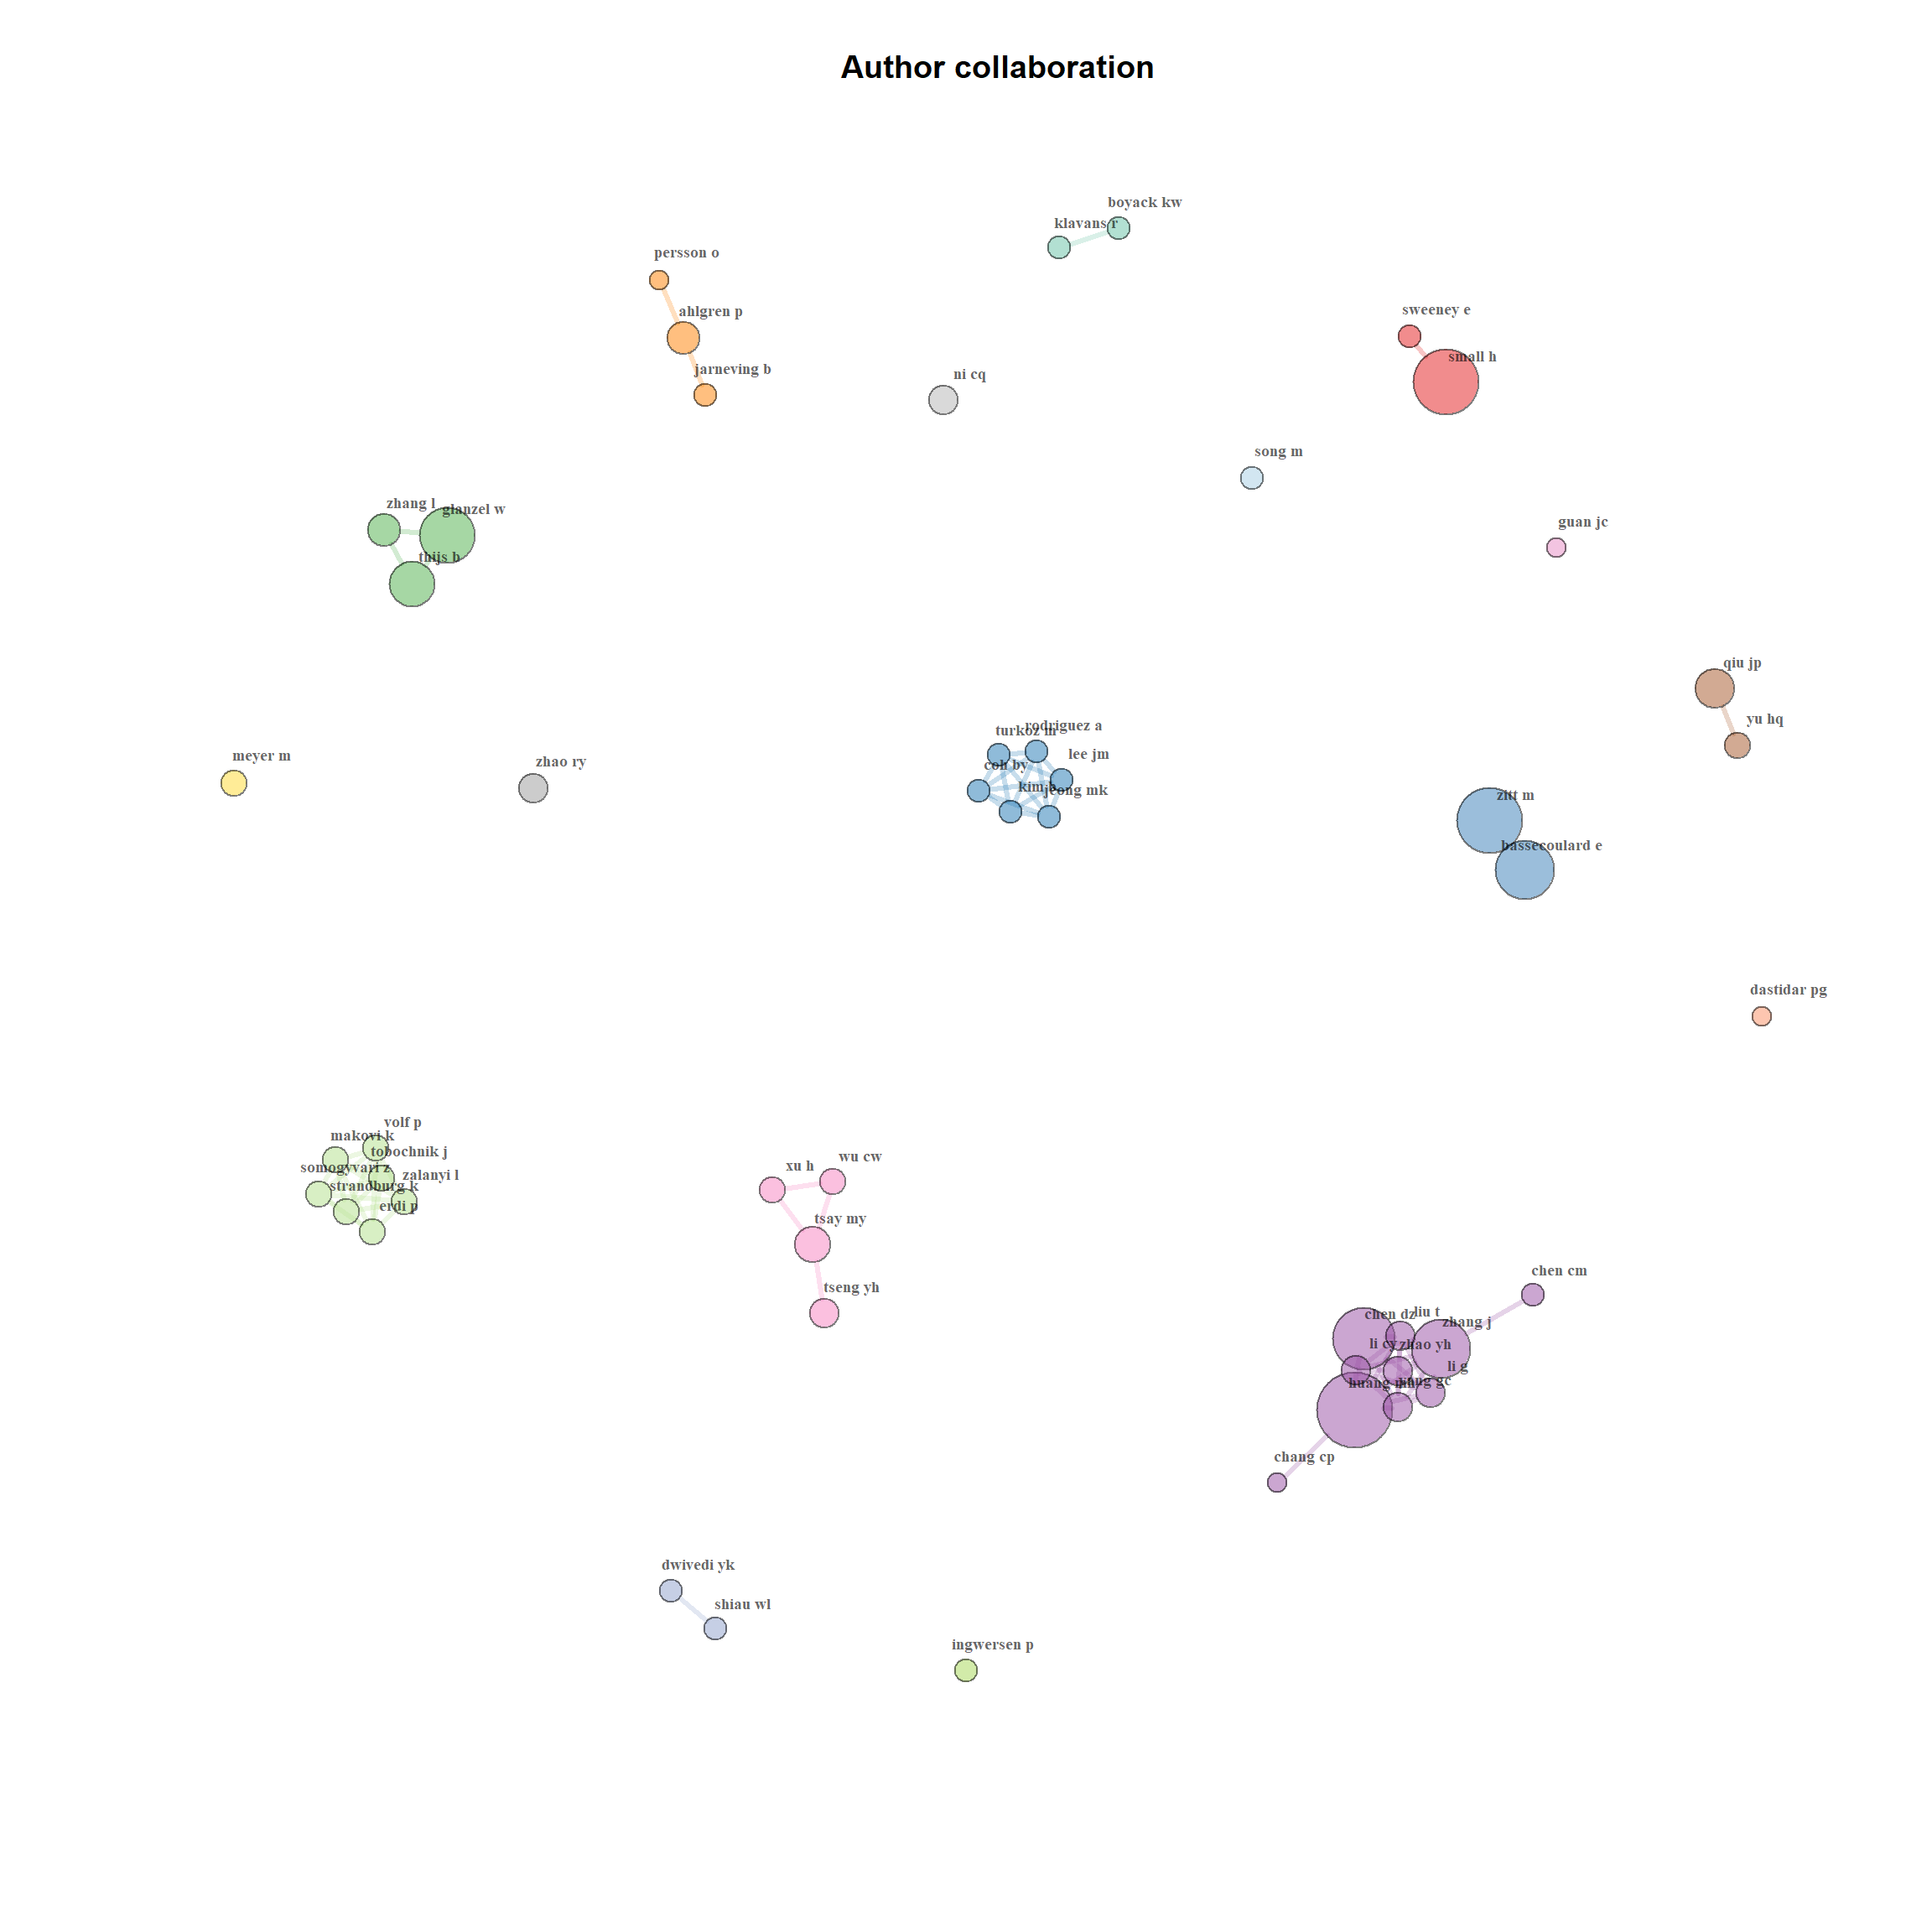 Author collaboration
boyack kw
klavans r
persson o
sweeney e
ahlgren p
small h
jarneving b
ni cq
song m
zhang l
glanzel w
guan jc
thijs b
qiu jp
yu hq
rodriguez a
turkoz m
lee jm
meyer m
zhao ry
coh by
kim
jeong mk
zitt m
bassecoulard e
dastidar pg
volf p
makovi k
tobochnik j
somogyvari z
zalanyi l
strandburg k
erdi p
wu cw
xu h
tsay my
tseng yh
chen cm
chen dz
liu t
zhang j
li cy
zhao yh
li g
huang mh
yang gc
chang cp
dwivedi yk
shiau wl
ingwersen p